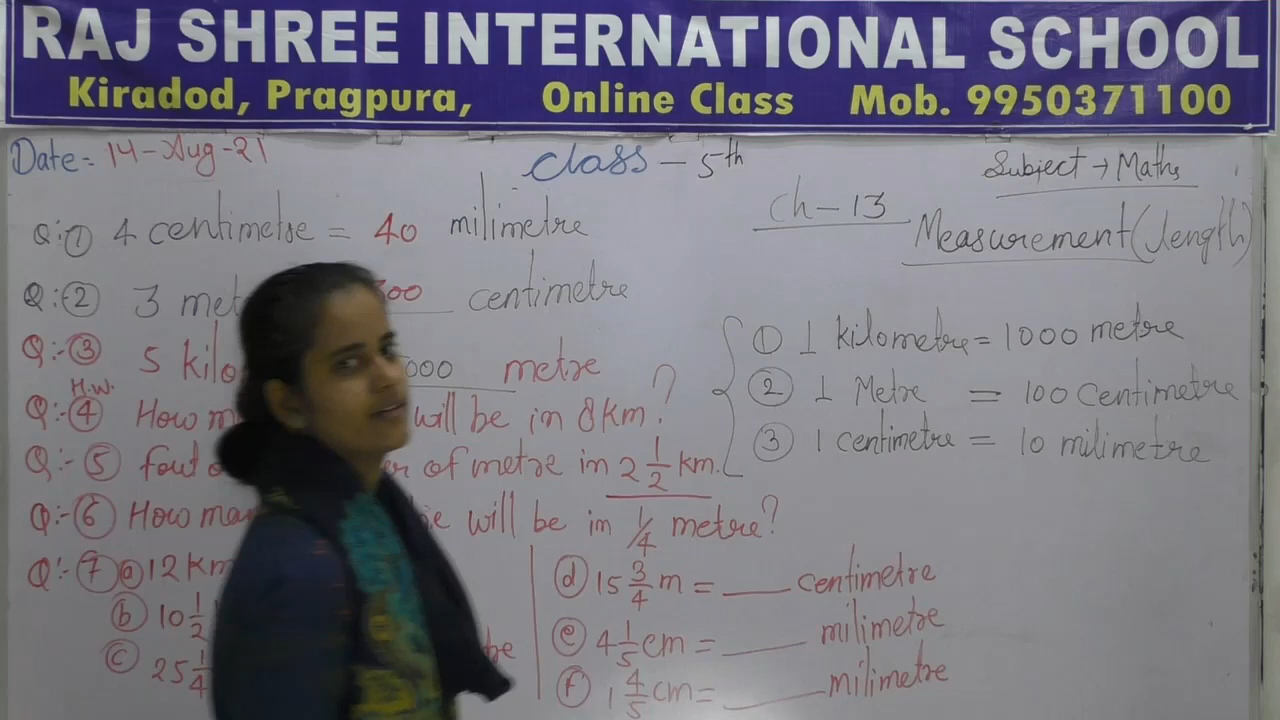 RAJ SHREE INTERNATIONAL SCHOOL
Kiradod, Pragpura, Online Class Mob. 9950371100
Date:- 14-Aug-21
Class - 5th
Subject → Maths
Ch-13
Measurement (length)
Q:① 4 centimetre = 40 milimetre
Q:-② 3 300 centimetre
Q:-③ 5 000 metre
H.W.
Q:-④ How will be in 8 km?
Q:-⑤ of metre in 2 1/2 km.
Q:-⑥ How will be in 1/4 metre?
Q:-⑦ ⓐ 12 km
ⓑ 10 1/2
ⓒ 25 1/4
ⓓ 15 3/4 m = ___ centimetre
ⓔ 4 1/5 cm = ___ milimetre
ⓕ 1 4/5 cm = ___ milimetre
① 1 kilometre = 1000 metre
② 1 Metre = 100 Centimetre
③ 1 centimetre = 10 milimetre